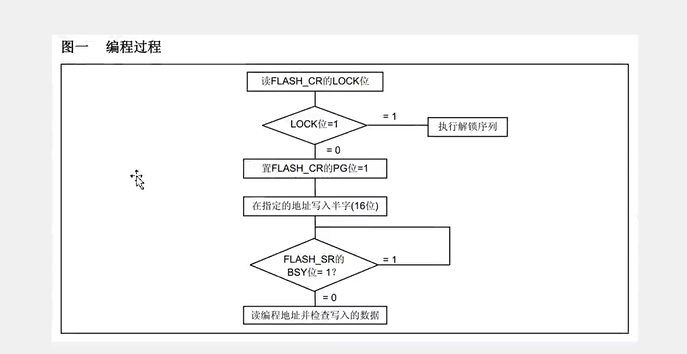 图一 编程过程
读FLASH_CR的LOCK位
LOCK位=1
= 1
执行解锁序列
= 0
置FLASH_CR的PG位=1
在指定的地址写入半字(16位)
FLASH_SR的
BSY位= 1?
= 1
= 0
读编程地址并检查写入的数据